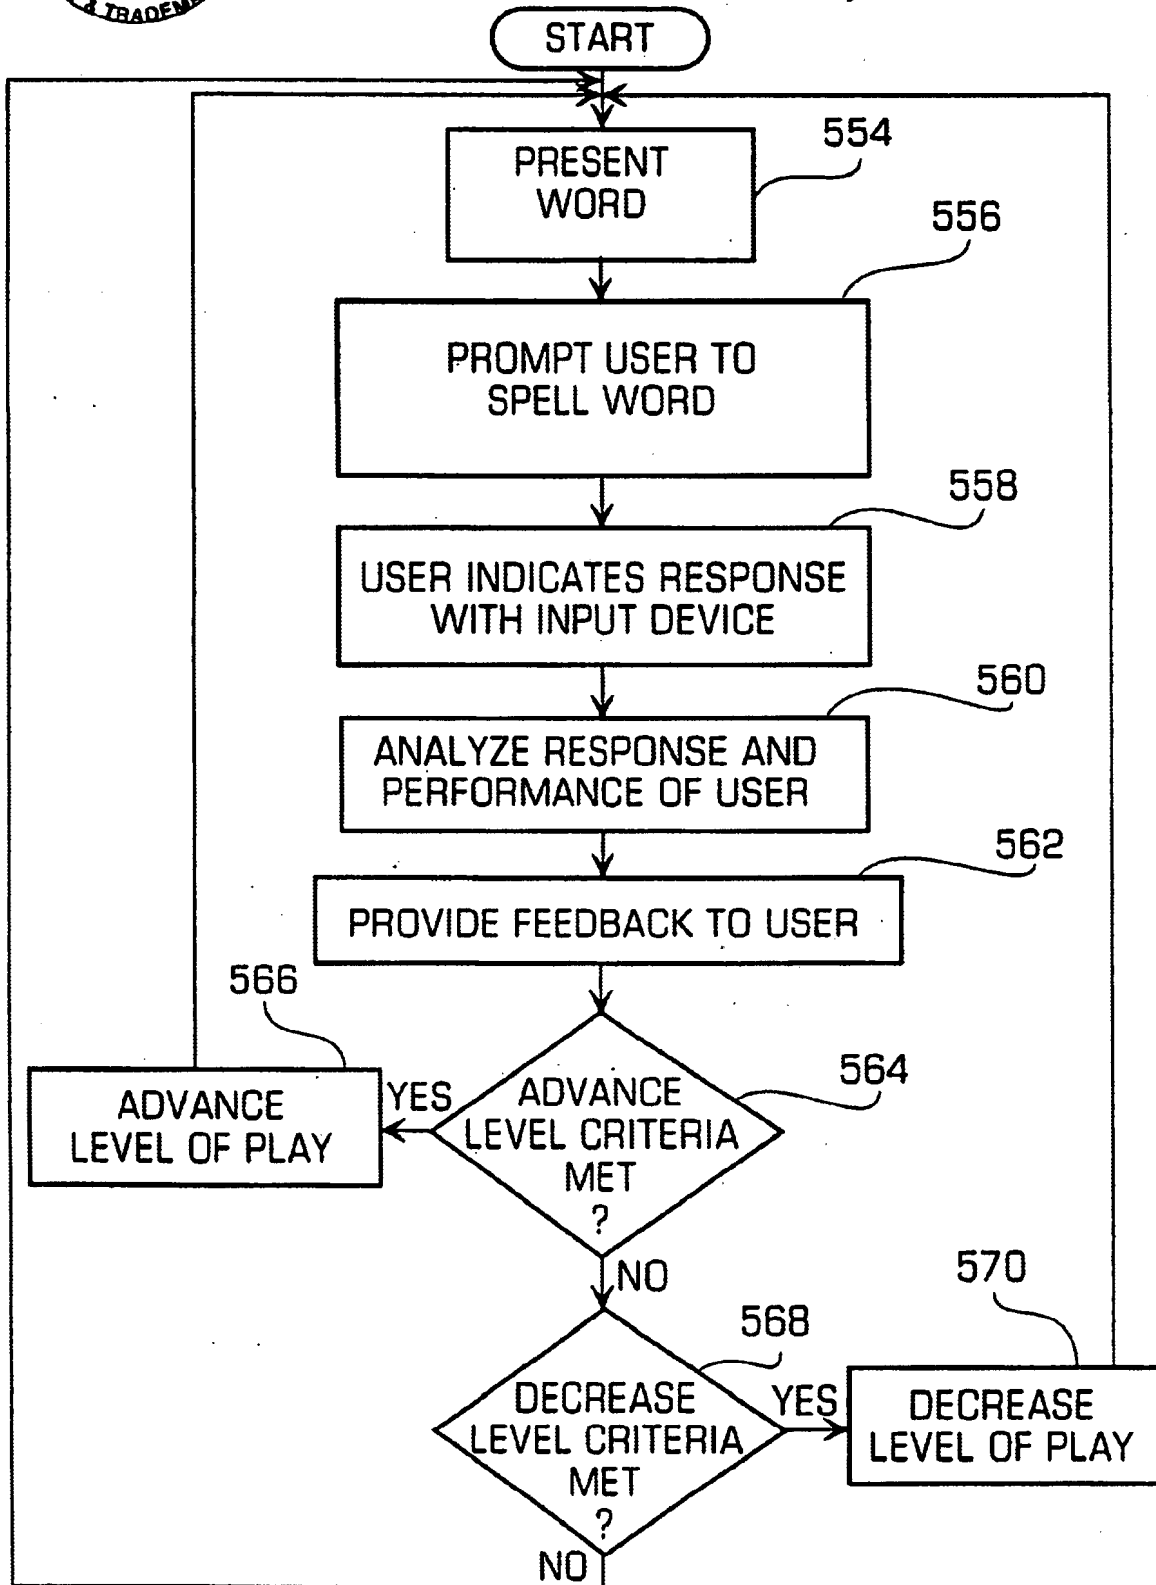 & TRADEM
START
554
PRESENT
WORD
556
PROMPT USER TO
SPELL WORD
558
USER INDICATES RESPONSE
WITH INPUT DEVICE
560
ANALYZE RESPONSE AND
PERFORMANCE OF USER
562
PROVIDE FEEDBACK TO USER
566
ADVANCE
LEVEL OF PLAY
YES
564
ADVANCE
LEVEL CRITERIA
MET
?
NO
568
DECREASE
LEVEL CRITERIA
MET
?
YES
570
DECREASE
LEVEL OF PLAY
NO